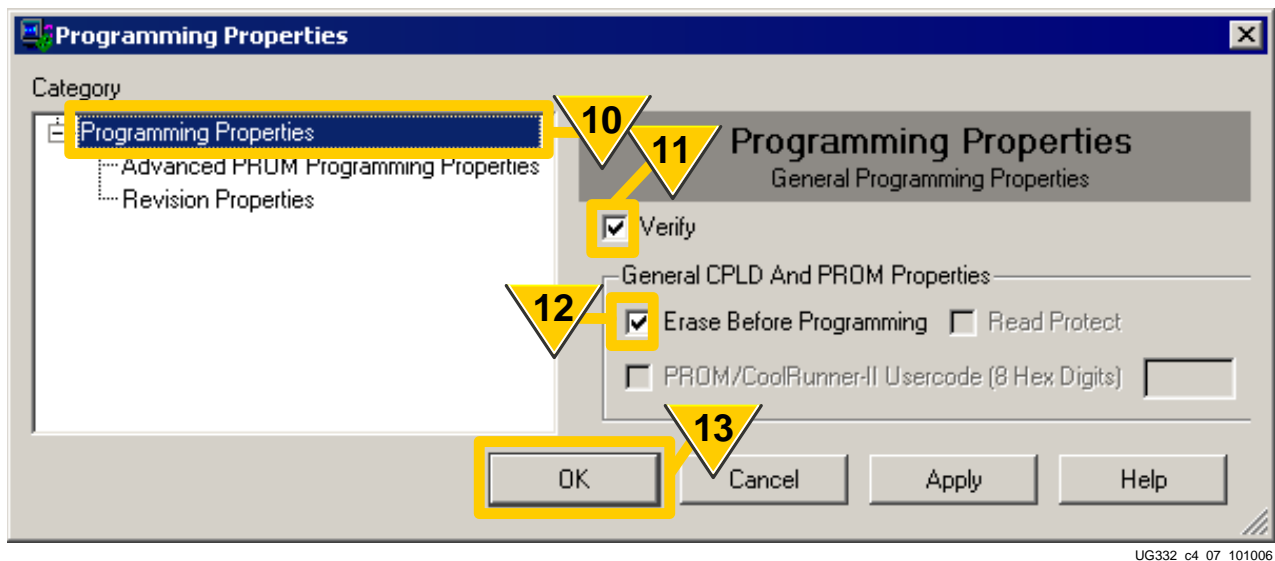 Programming Properties
Category
Programming Properties
Advanced PROM Programming Properties
Revision Properties
10
11
Programming Properties
General Programming Properties
Verify
General CPLD And PROM Properties
12
Erase Before Programming
Read Protect
PROM/CoolRunner-II Usercode (8 Hex Digits)
13
OK
Cancel
Apply
Help
UG332_c4_07_101006